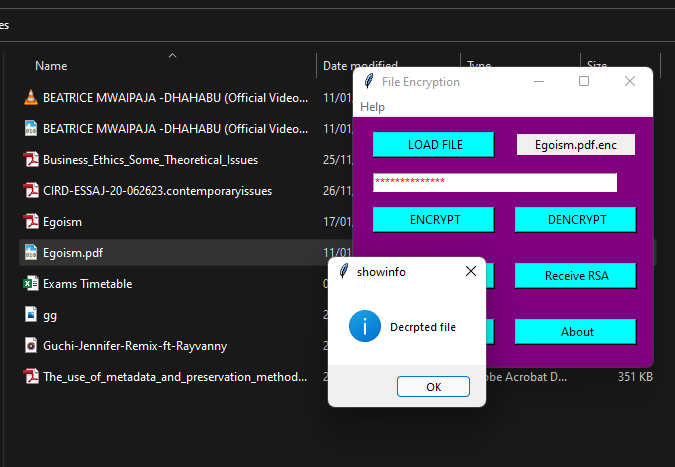 es
Name
Date modified
Type
Size
BEATRICE MWAIPAJA -DHAHABU (Official Video... 11/01
BEATRICE MWAIPAJA -DHAHABU (Official Video... 11/01
Business_Ethics_Some_Theoretical_Issues 25/11
CIRD-ESSAJ-20-062623.contemporaryissues 26/11
Egoism 17/01
Egoism.pdf 11/01
Exams Timetable 0
gg 2
Guchi-Jennifer-Remix-ft-Rayvanny 2
The_use_of_metadata_and_preservation_method... 2 obe Acrobat D... 351 KB
File Encryption
Help
LOAD FILE
Egoism.pdf.enc
**************
ENCRYPT
DENCRYPT
Receive RSA
About
showinfo
Decrpted file
OK